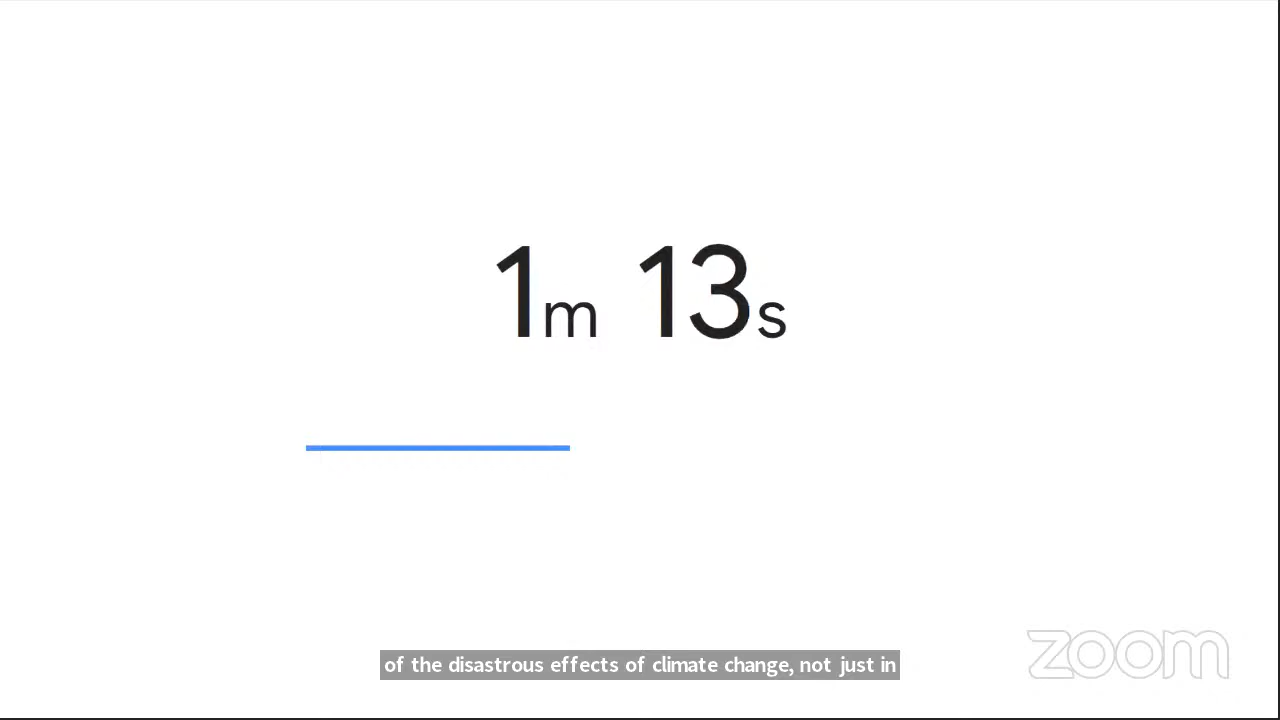 1m 13s
of the disastrous effects of climate change, not just in
zoom